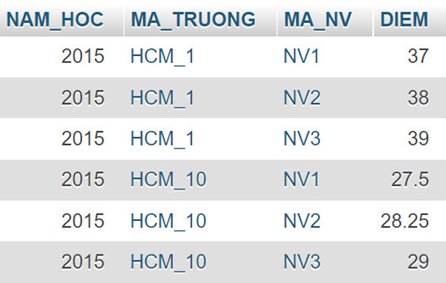 NAM_HOC MA_TRUONG MA_NV DIEM
2015 HCM_1 NV1 37
2015 HCM_1 NV2 38
2015 HCM_1 NV3 39
2015 HCM_10 NV1 27.5
2015 HCM_10 NV2 28.25
2015 HCM_10 NV3 29